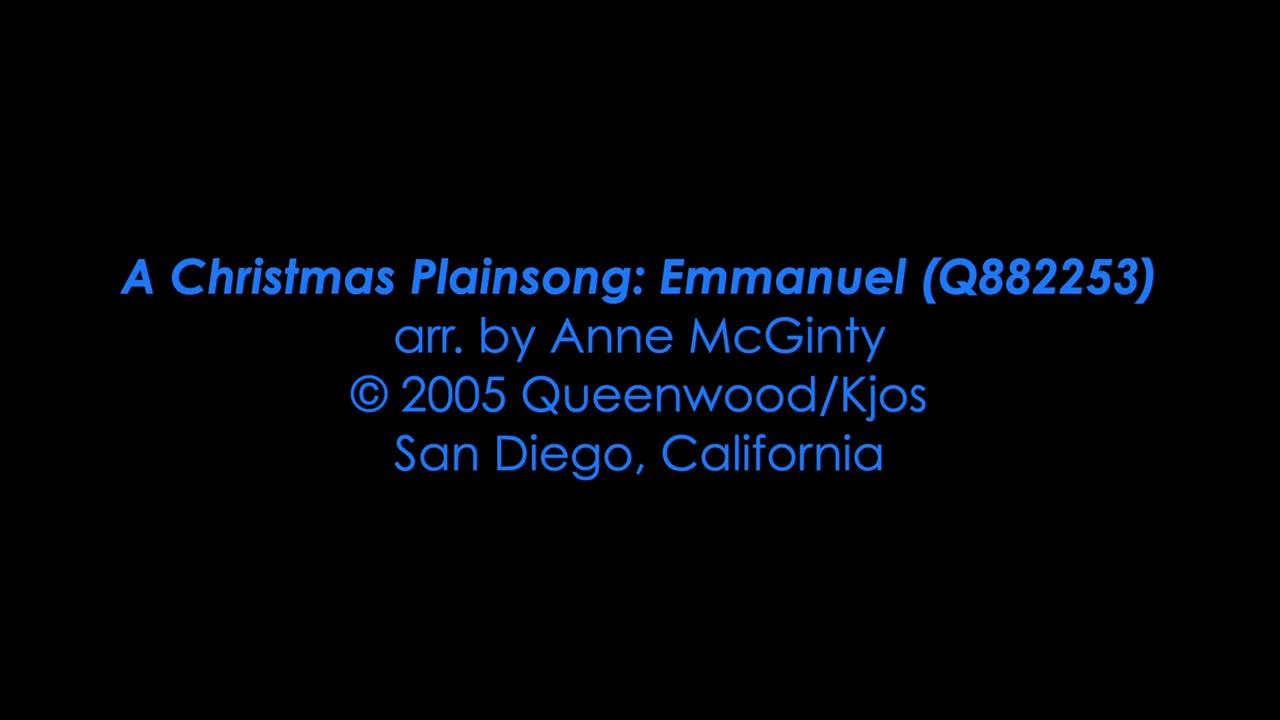 A Christmas Plainsong: Emmanuel (Q882253)
arr. by Anne McGinty
© 2005 Queenwood/Kjos
San Diego, California